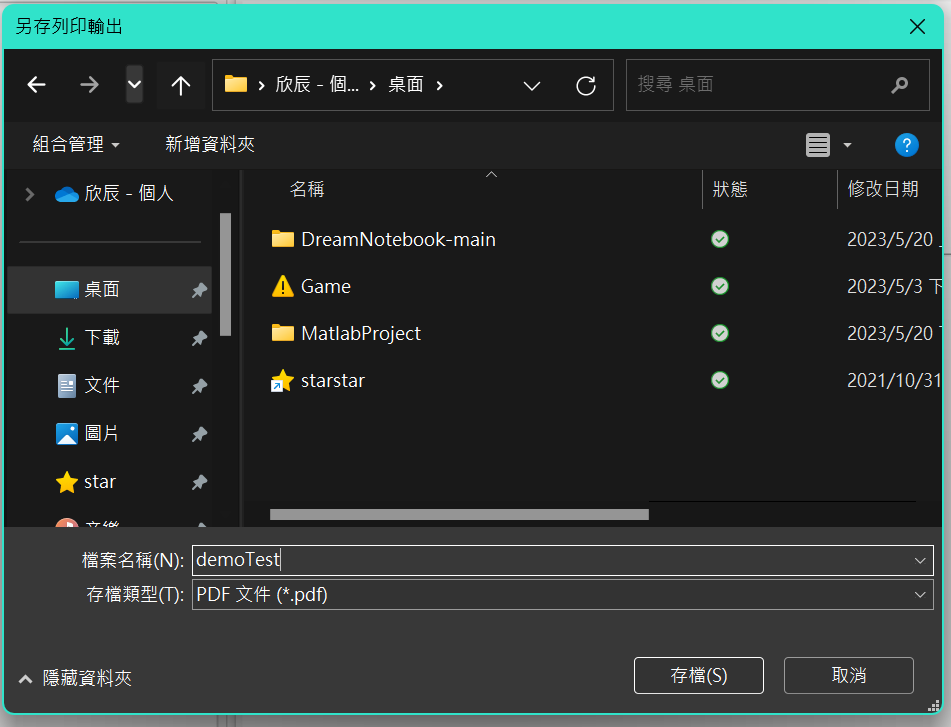 另存列印輸出
欣辰 - 個... 桌面
搜尋 桌面
組合管理 新增資料夾
欣辰 - 個人
桌面
下載
文件
圖片
star
名稱 狀態 修改日期
DreamNotebook-main 2023/5/20
Game 2023/5/3 下
MatlabProject 2023/5/20
starstar 2021/10/31
檔案名稱(N): demoTest
存檔類型(T): PDF 文件 (*.pdf)
隱藏資料夾 存檔(S) 取消